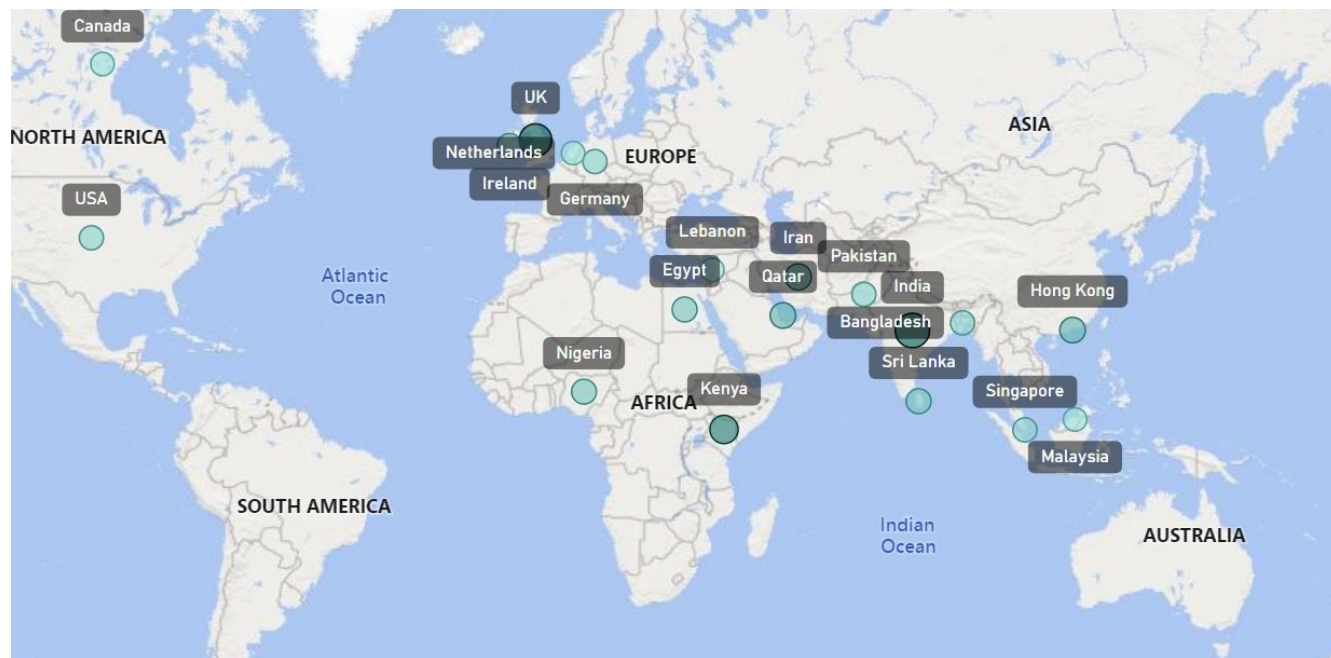 Canada
UK
NORTH AMERICA
ASIA
Netherlands
EUROPE
Ireland
USA
Germany
Lebanon
Iran
Pakistan
Atlantic
Ocean
Egypt
Qatar
India
Hong Kong
Bangladesh
Nigeria
Sri Lanka
Kenya
Singapore
AFRICA
Malaysia
SOUTH AMERICA
Indian
Ocean
AUSTRALIA